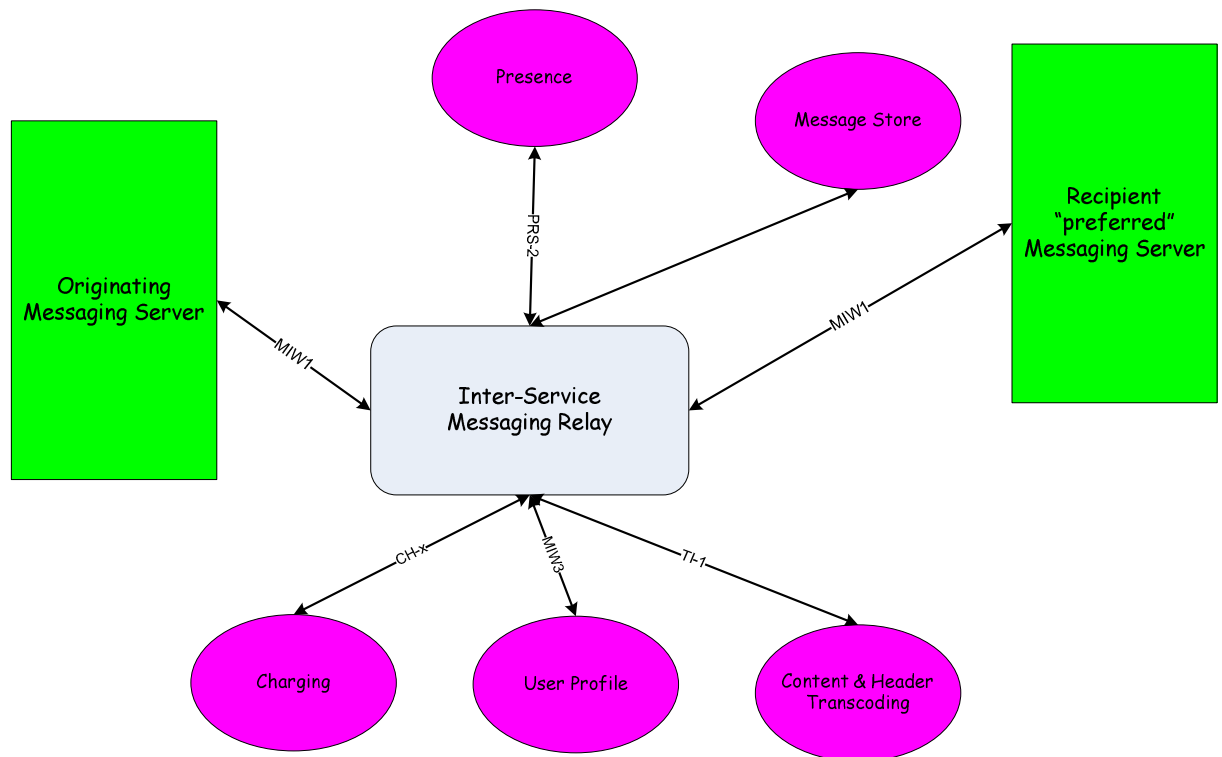 Presence
Message Store
Recipient
“preferred”
Messaging Server
PRS-2
Originating
Messaging Server
MIW1
MIW1
Inter-Service
Messaging Relay
CH-x
MIW3
TI-1
Charging
User Profile
Content & Header
Transcoding